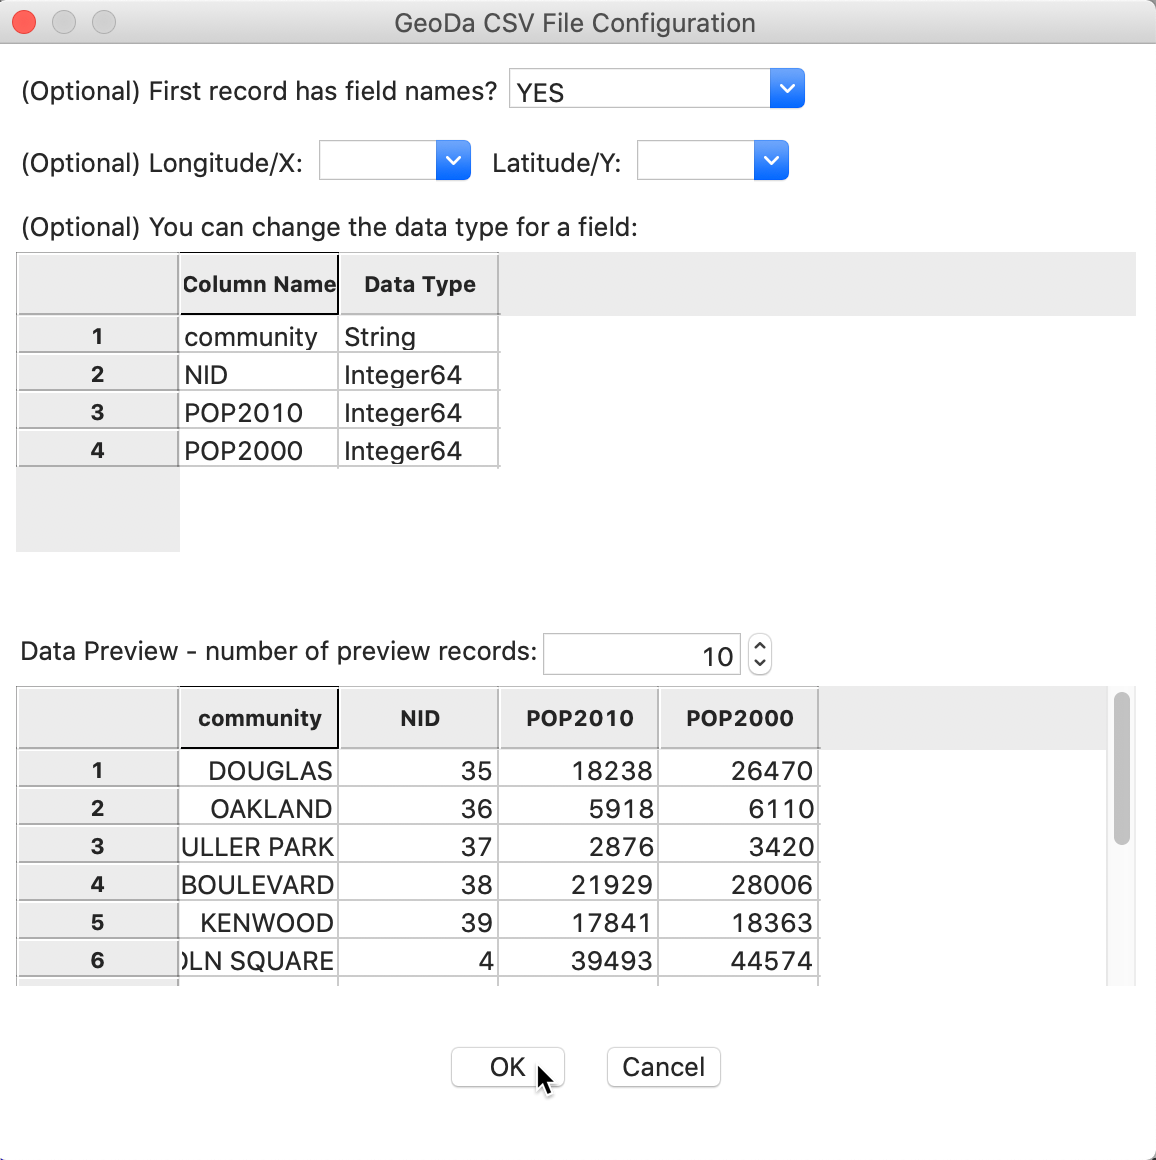 GeoDa CSV File Configuration
(Optional) First record has field names? YES
(Optional) Longitude/X: Latitude/Y:
(Optional) You can change the data type for a field:
Column Name Data Type
1 community String
2 NID Integer64
3 POP2010 Integer64
4 POP2000 Integer64
Data Preview - number of preview records: 10
community NID POP2010 POP2000
1 DOUGLAS 35 18238 26470
2 OAKLAND 36 5918 6110
3 ULLER PARK 37 2876 3420
4 BOULEVARD 38 21929 28006
5 KENWOOD 39 17841 18363
6 OLN SQUARE 4 39493 44574
OK Cancel